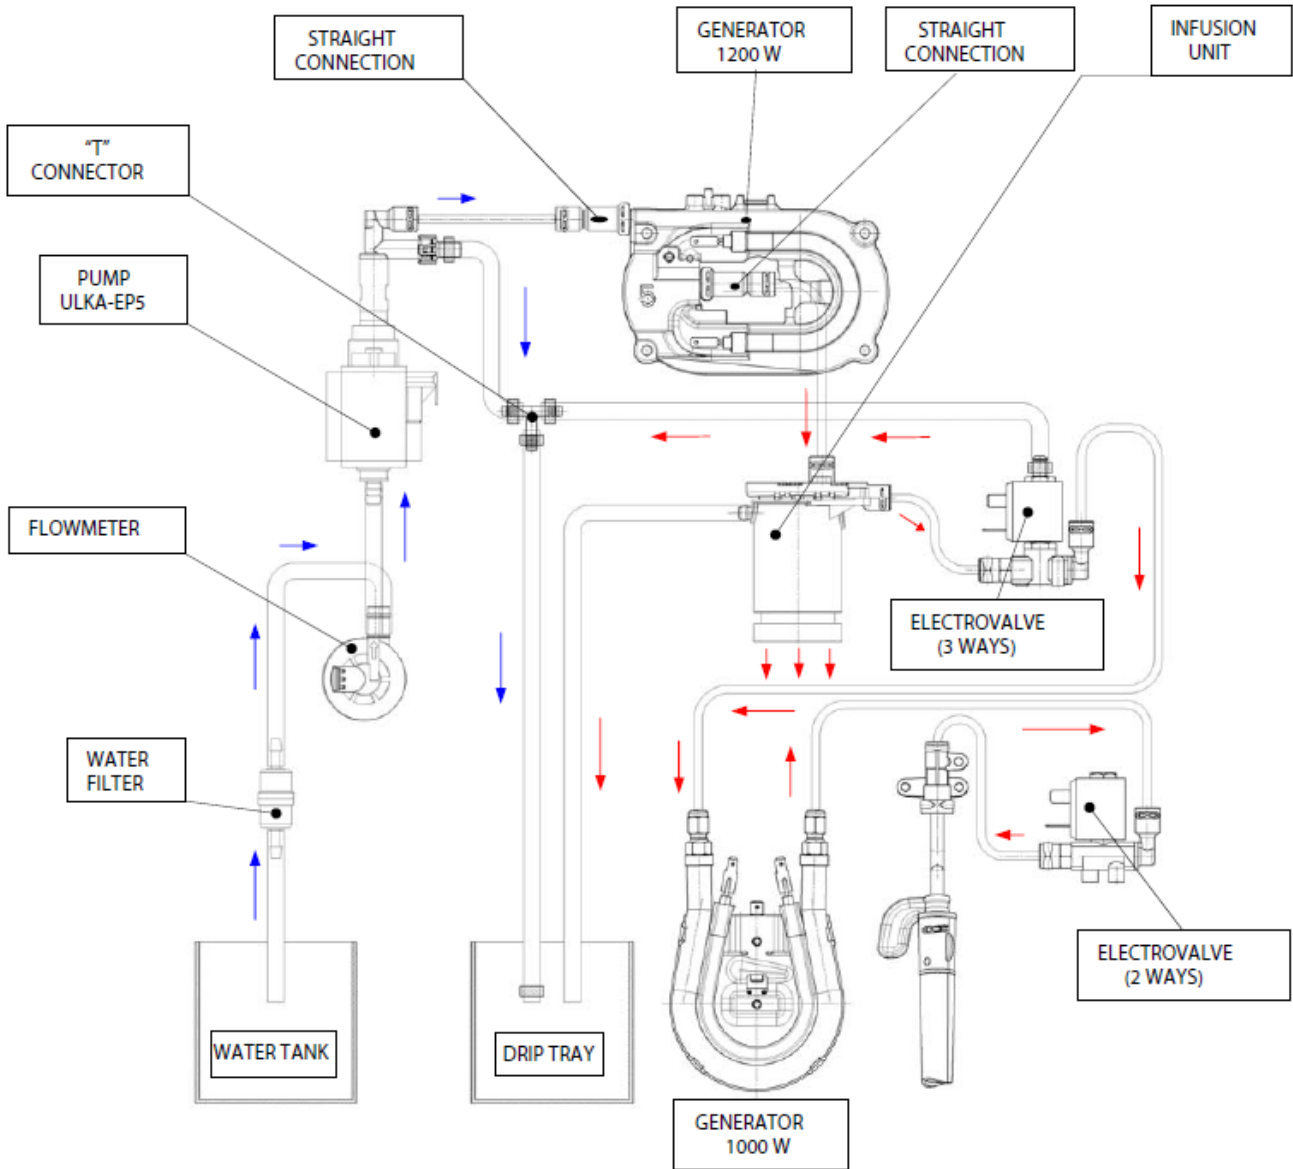 STRAIGHT
CONNECTION
GENERATOR
1200 W
STRAIGHT
CONNECTION
INFUSION
UNIT
“T”
CONNECTOR
PUMP
ULKA-EP5
FLOWMETER
ELECTROVALVE
(3 WAYS)
WATER
FILTER
ELECTROVALVE
(2 WAYS)
WATER TANK
DRIP TRAY
GENERATOR
1000 W